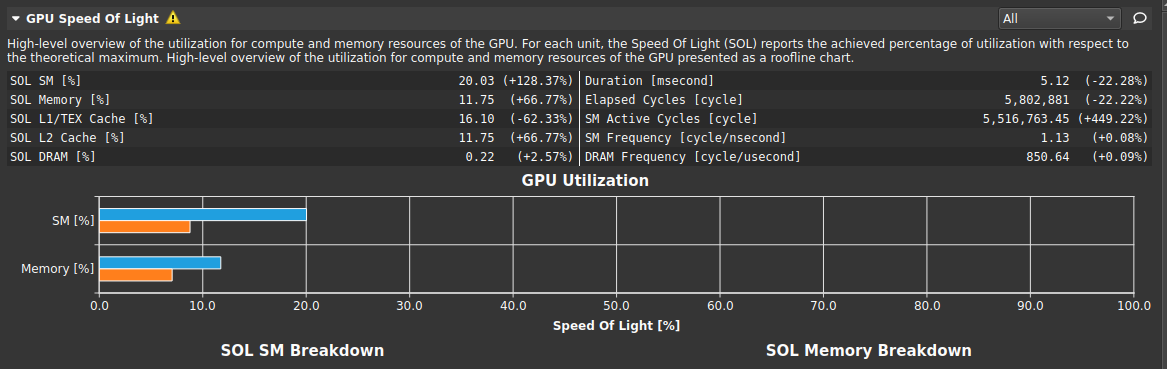 GPU Speed Of Light
All
High-level overview of the utilization for compute and memory resources of the GPU. For each unit, the Speed Of Light (SOL) reports the achieved percentage of utilization with respect to
the theoretical maximum. High-level overview of the utilization for compute and memory resources of the GPU presented as a roofline chart.
SOL SM [%] 20.03 (+128.37%) Duration [msecond] 5.12 (-22.28%)
SOL Memory [%] 11.75 (+66.77%) Elapsed Cycles [cycle] 5,802,881 (-22.22%)
SOL L1/TEX Cache [%] 16.10 (-62.33%) SM Active Cycles [cycle] 5,516,763.45 (+449.22%)
SOL L2 Cache [%] 11.75 (+66.77%) SM Frequency [cycle/nsecond] 1.13 (+0.08%)
SOL DRAM [%] 0.22 (+2.57%) DRAM Frequency [cycle/usecond] 850.64 (+0.09%)
GPU Utilization
SM [%]
Memory [%]
0.0 10.0 20.0 30.0 40.0 50.0 60.0 70.0 80.0 90.0 100.0
Speed Of Light [%]
SOL SM Breakdown SOL Memory Breakdown